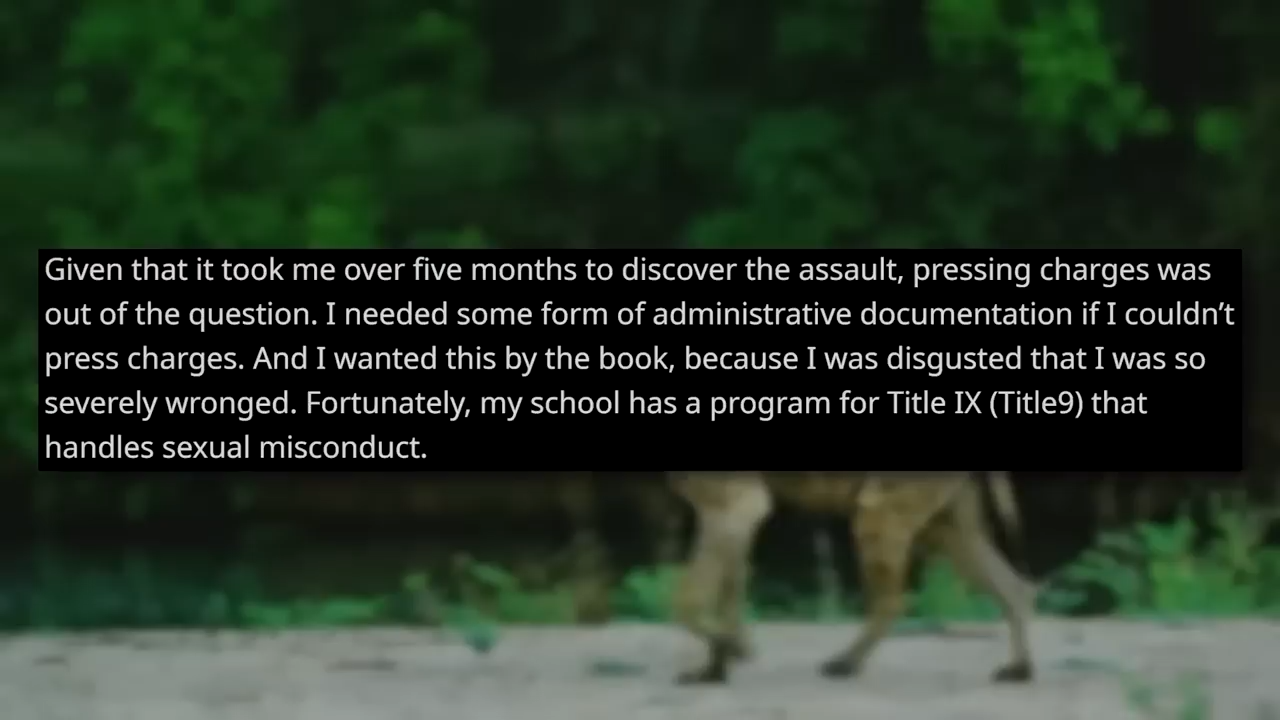 Given that it took me over five months to discover the assault, pressing charges was
out of the question. I needed some form of administrative documentation if I couldn’t
press charges. And I wanted this by the book, because I was disgusted that I was so
severely wronged. Fortunately, my school has a program for Title IX (Title9) that
handles sexual misconduct.